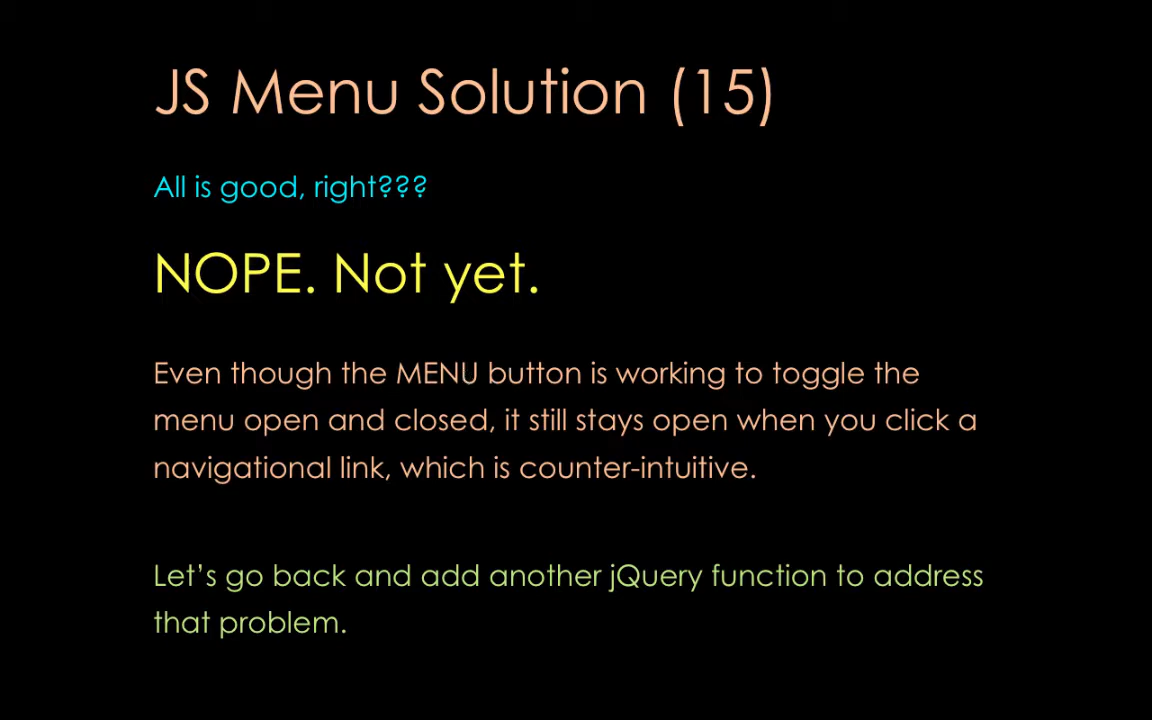 JS Menu Solution (15)
All is good, right???
NOPE. Not yet.
Even though the MENU button is working to toggle the
menu open and closed, it still stays open when you click a
navigational link, which is counter-intuitive.
Let’s go back and add another jQuery function to address
that problem.